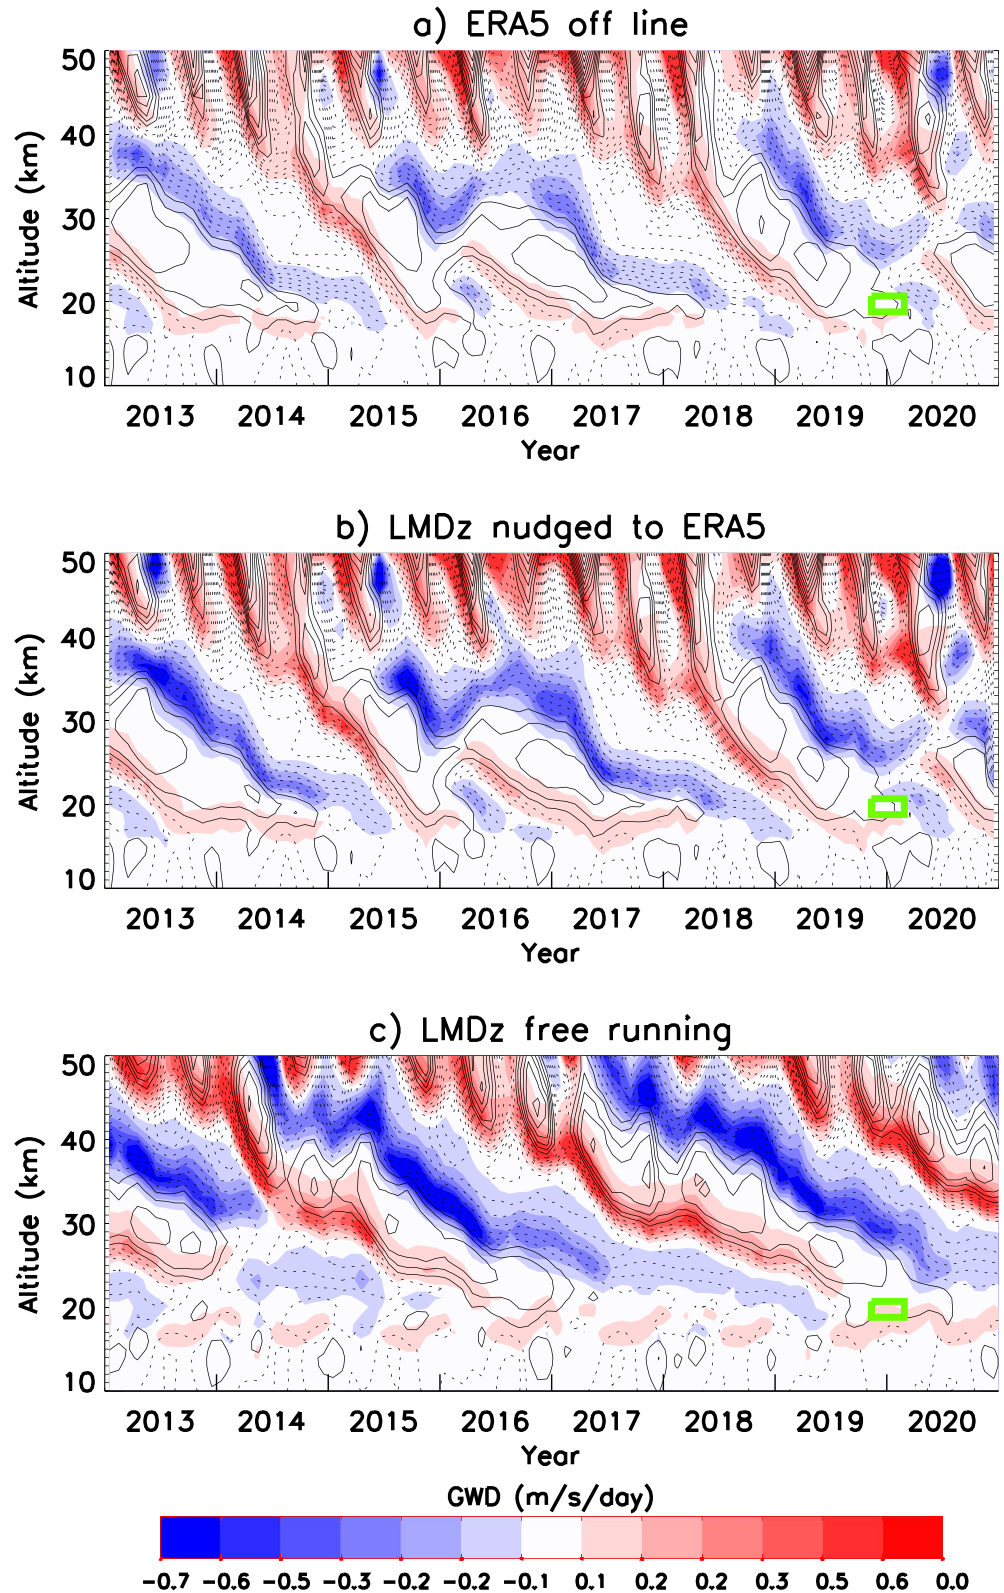 a) ERA5 off line
50
40
30
20
10
Altitude (km)
2013 2014 2015 2016 2017 2018 2019 2020
Year
b) LMDz nudged to ERA5
50
40
30
20
10
Altitude (km)
2013 2014 2015 2016 2017 2018 2019 2020
Year
c) LMDz free running
50
40
30
20
10
Altitude (km)
2013 2014 2015 2016 2017 2018 2019 2020
Year
GWD (m/s/day)
-0.7 -0.6 -0.5 -0.3 -0.2 -0.2 -0.1 0.1 0.2 0.2 0.3 0.5 0.6 0.0